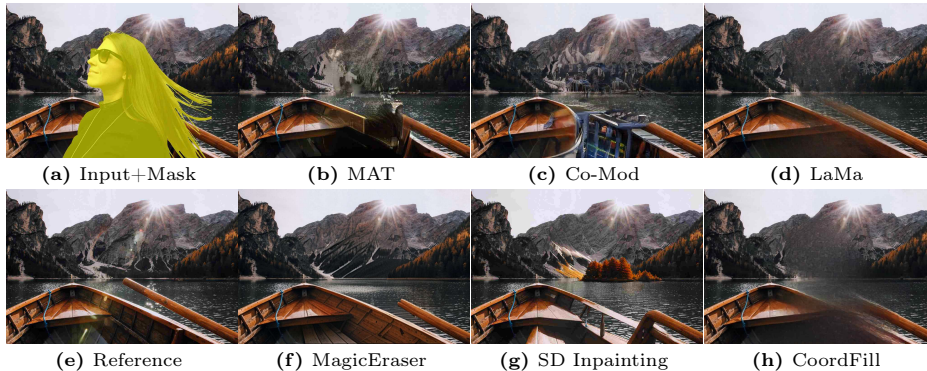 (a) Input+Mask
(b) MAT
(c) Co-Mod
(d) LaMa
(e) Reference
(f) MagicEraser
(g) SD Inpainting
(h) CoordFill